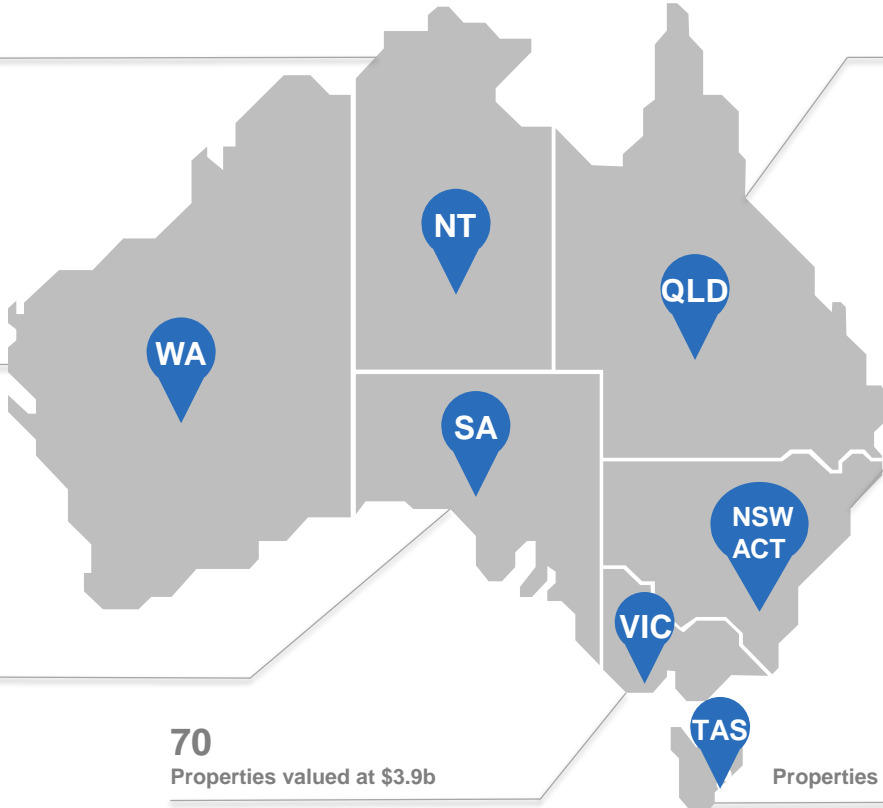 NT
QLD
WA
SA
NSW
ACT
VIC
TAS
70
Properties valued at $3.9b
Properties